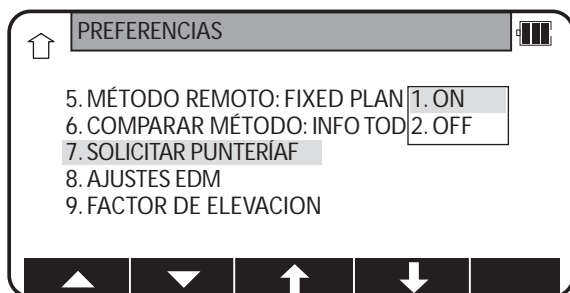 PREFERENCIAS
5. MÉTODO REMOTO: FIXED PLAN 1. ON
6. COMPARAR MÉTODO: INFO TOD 2. OFF
7. SOLICITAR PUNTERÍAF
8. AJUSTES EDM
9. FACTOR DE ELEVACION